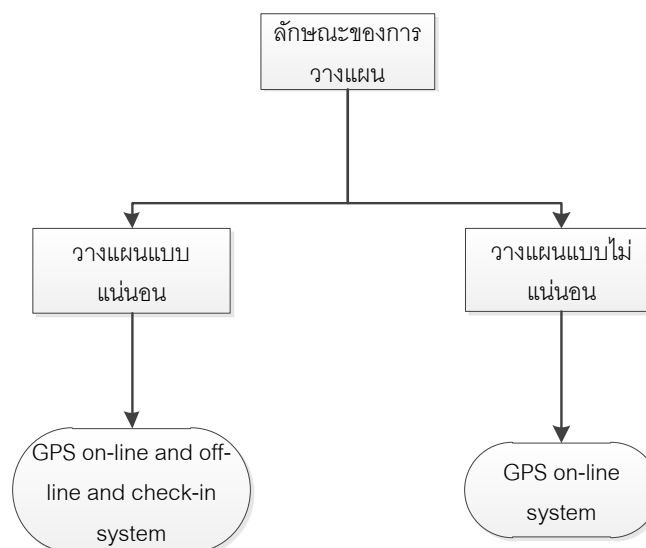 ลักษณะของการ
วางแผน
วางแผนแบบ
แน่นอน
วางแผนแบบไม่
แน่นอน
GPS on-line and off-
line and check-in
system
GPS on-line
system